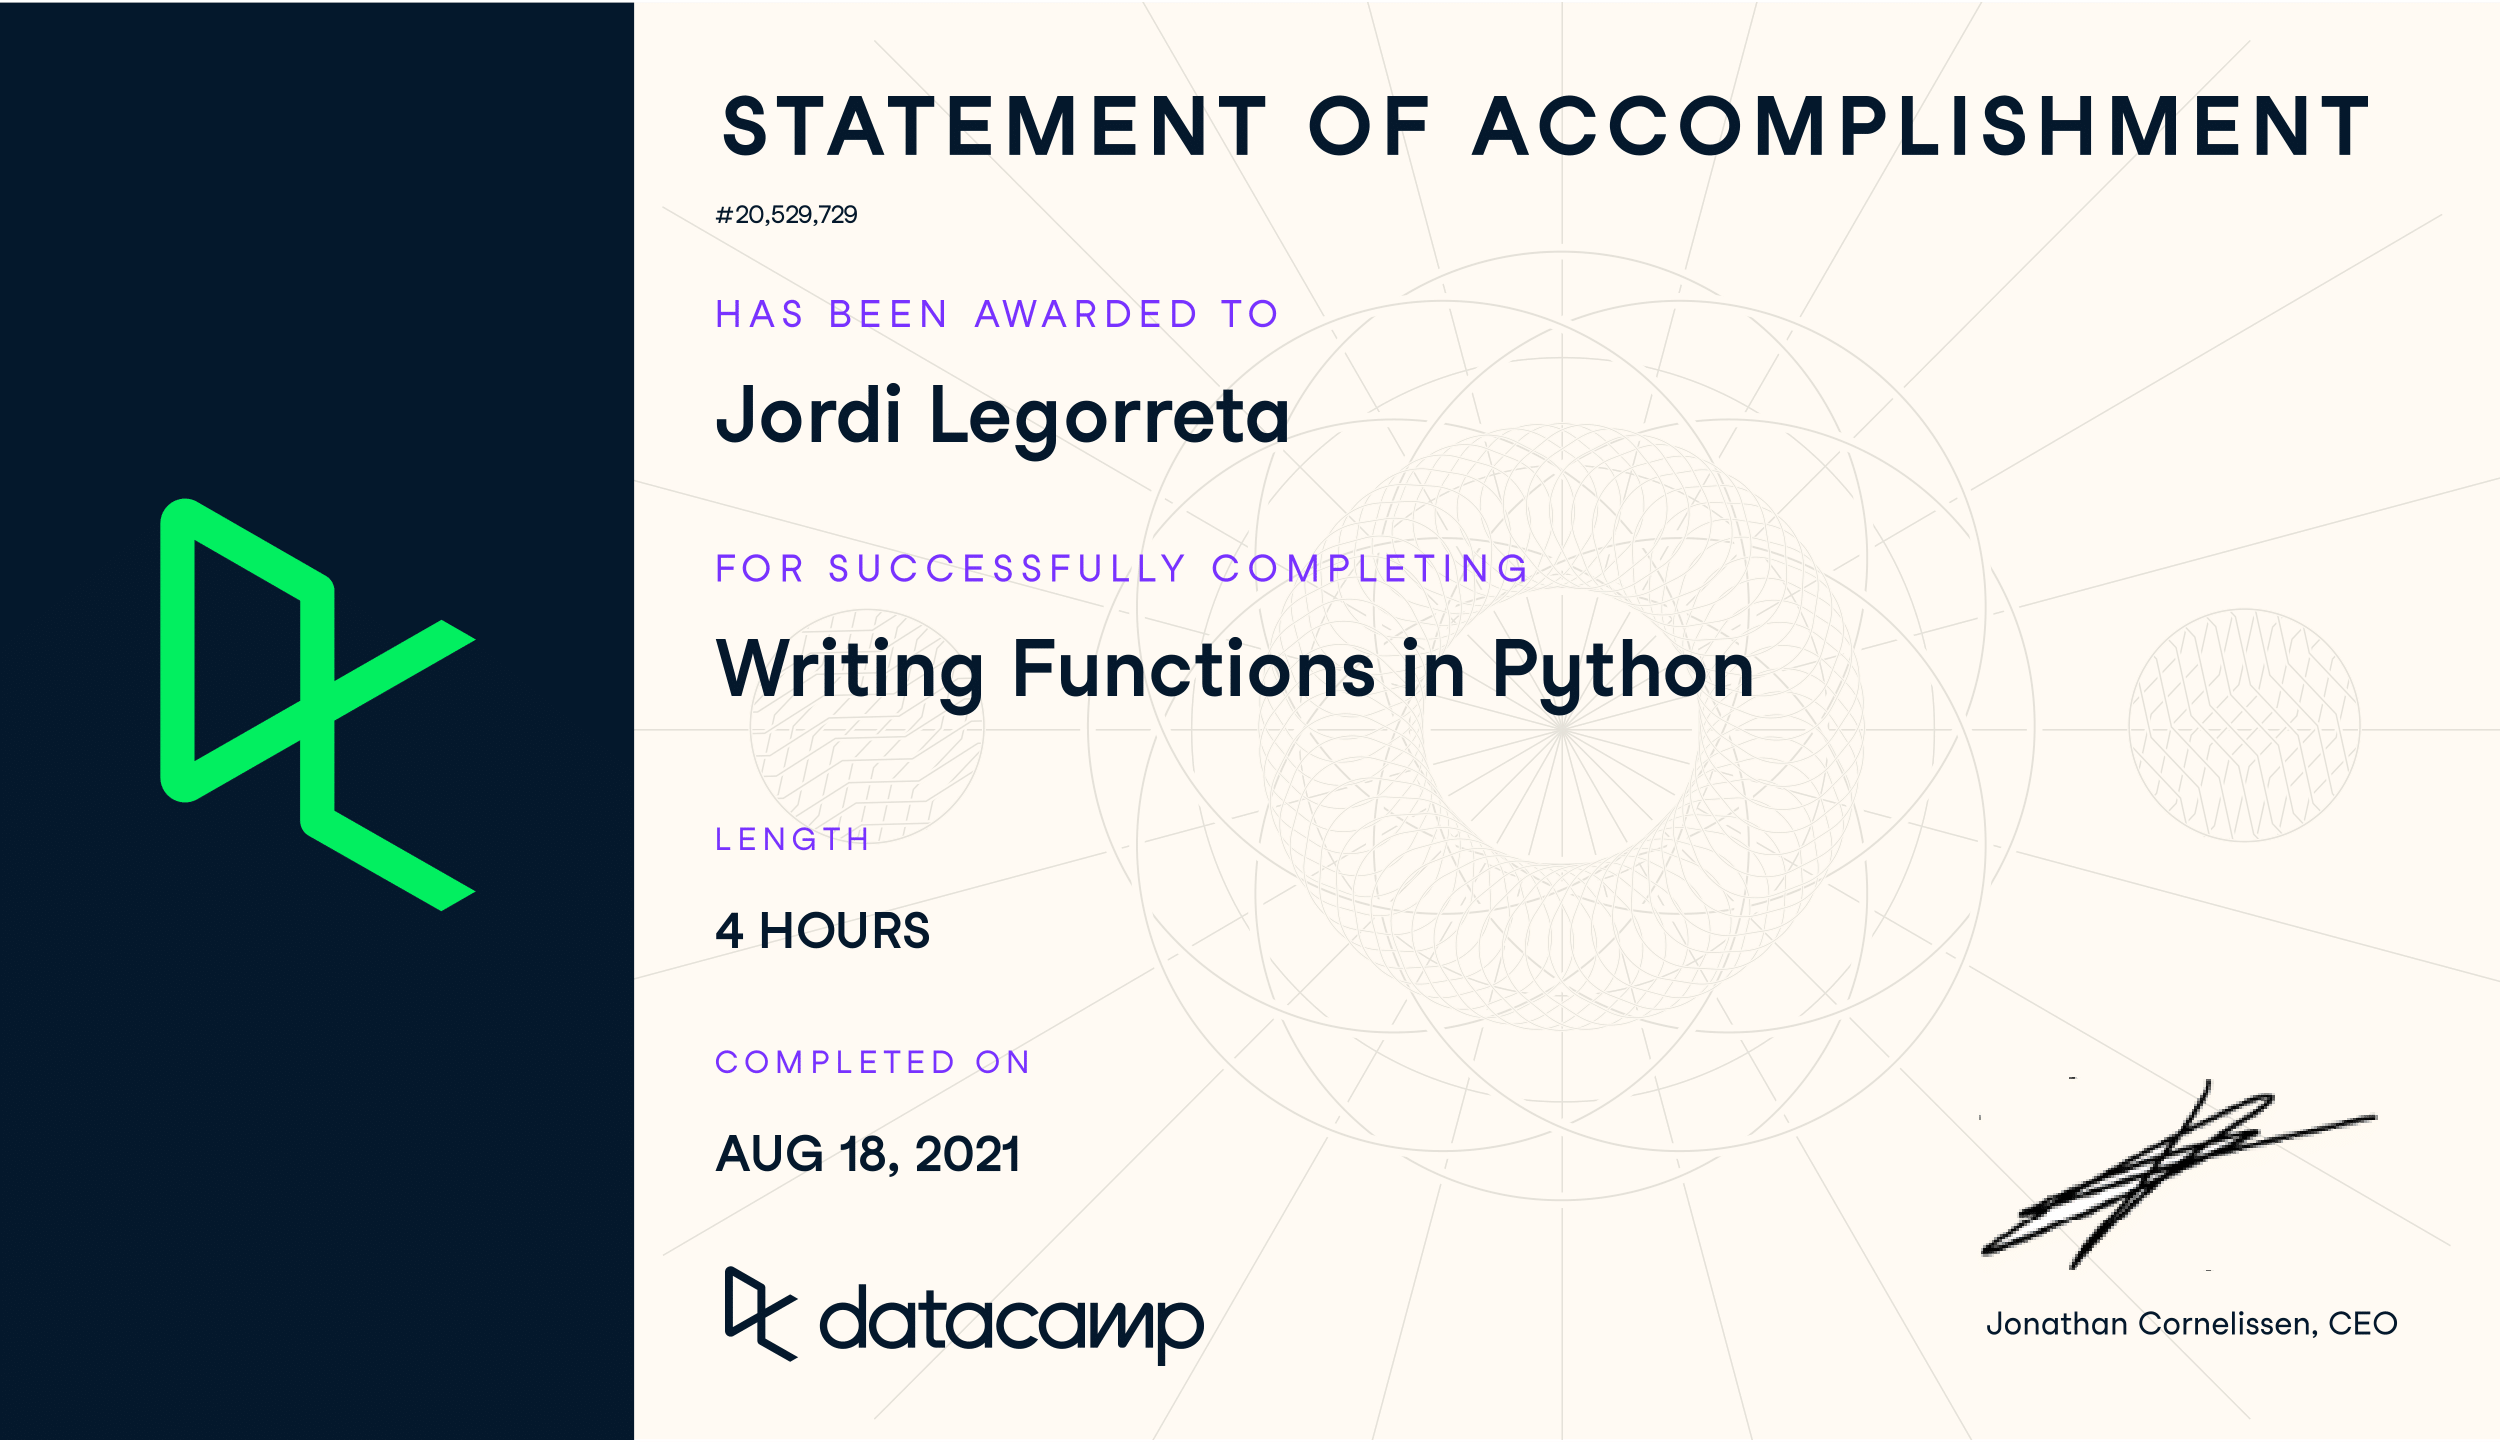 STATEMENT OF ACCOMPLISHMENT
#20,529,729
HAS BEEN AWARDED TO
Jordi Legorreta
FOR SUCCESSFULLY COMPLETING
Writing Functions in Python
LENGTH
4 HOURS
COMPLETED ON
AUG 18, 2021
datacamp
Jonathan Cornelissen, CEO